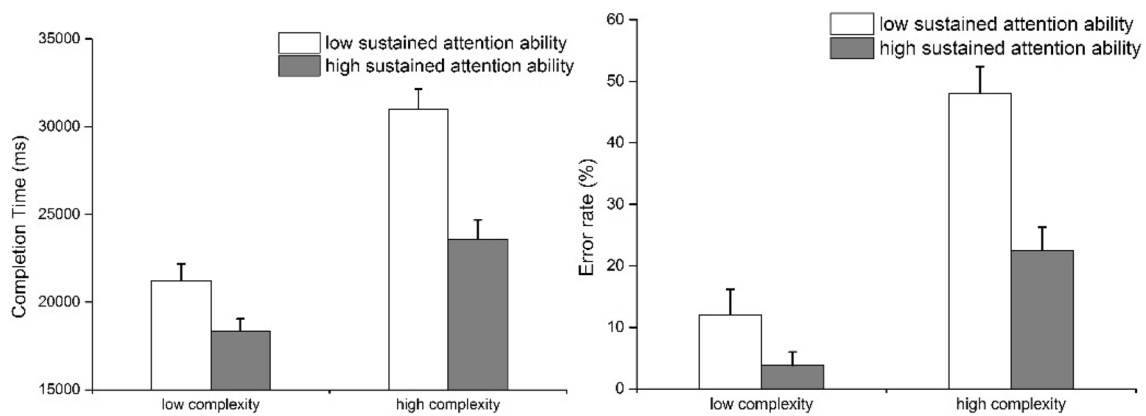 35000
30000
25000
20000
15000
Completion Time (ms)
low sustained attention ability
high sustained attention ability
low complexity
high complexity
60
50
40
30
20
10
0
Error rate (%)
low sustained attention ability
high sustained attention ability
low complexity
high complexity